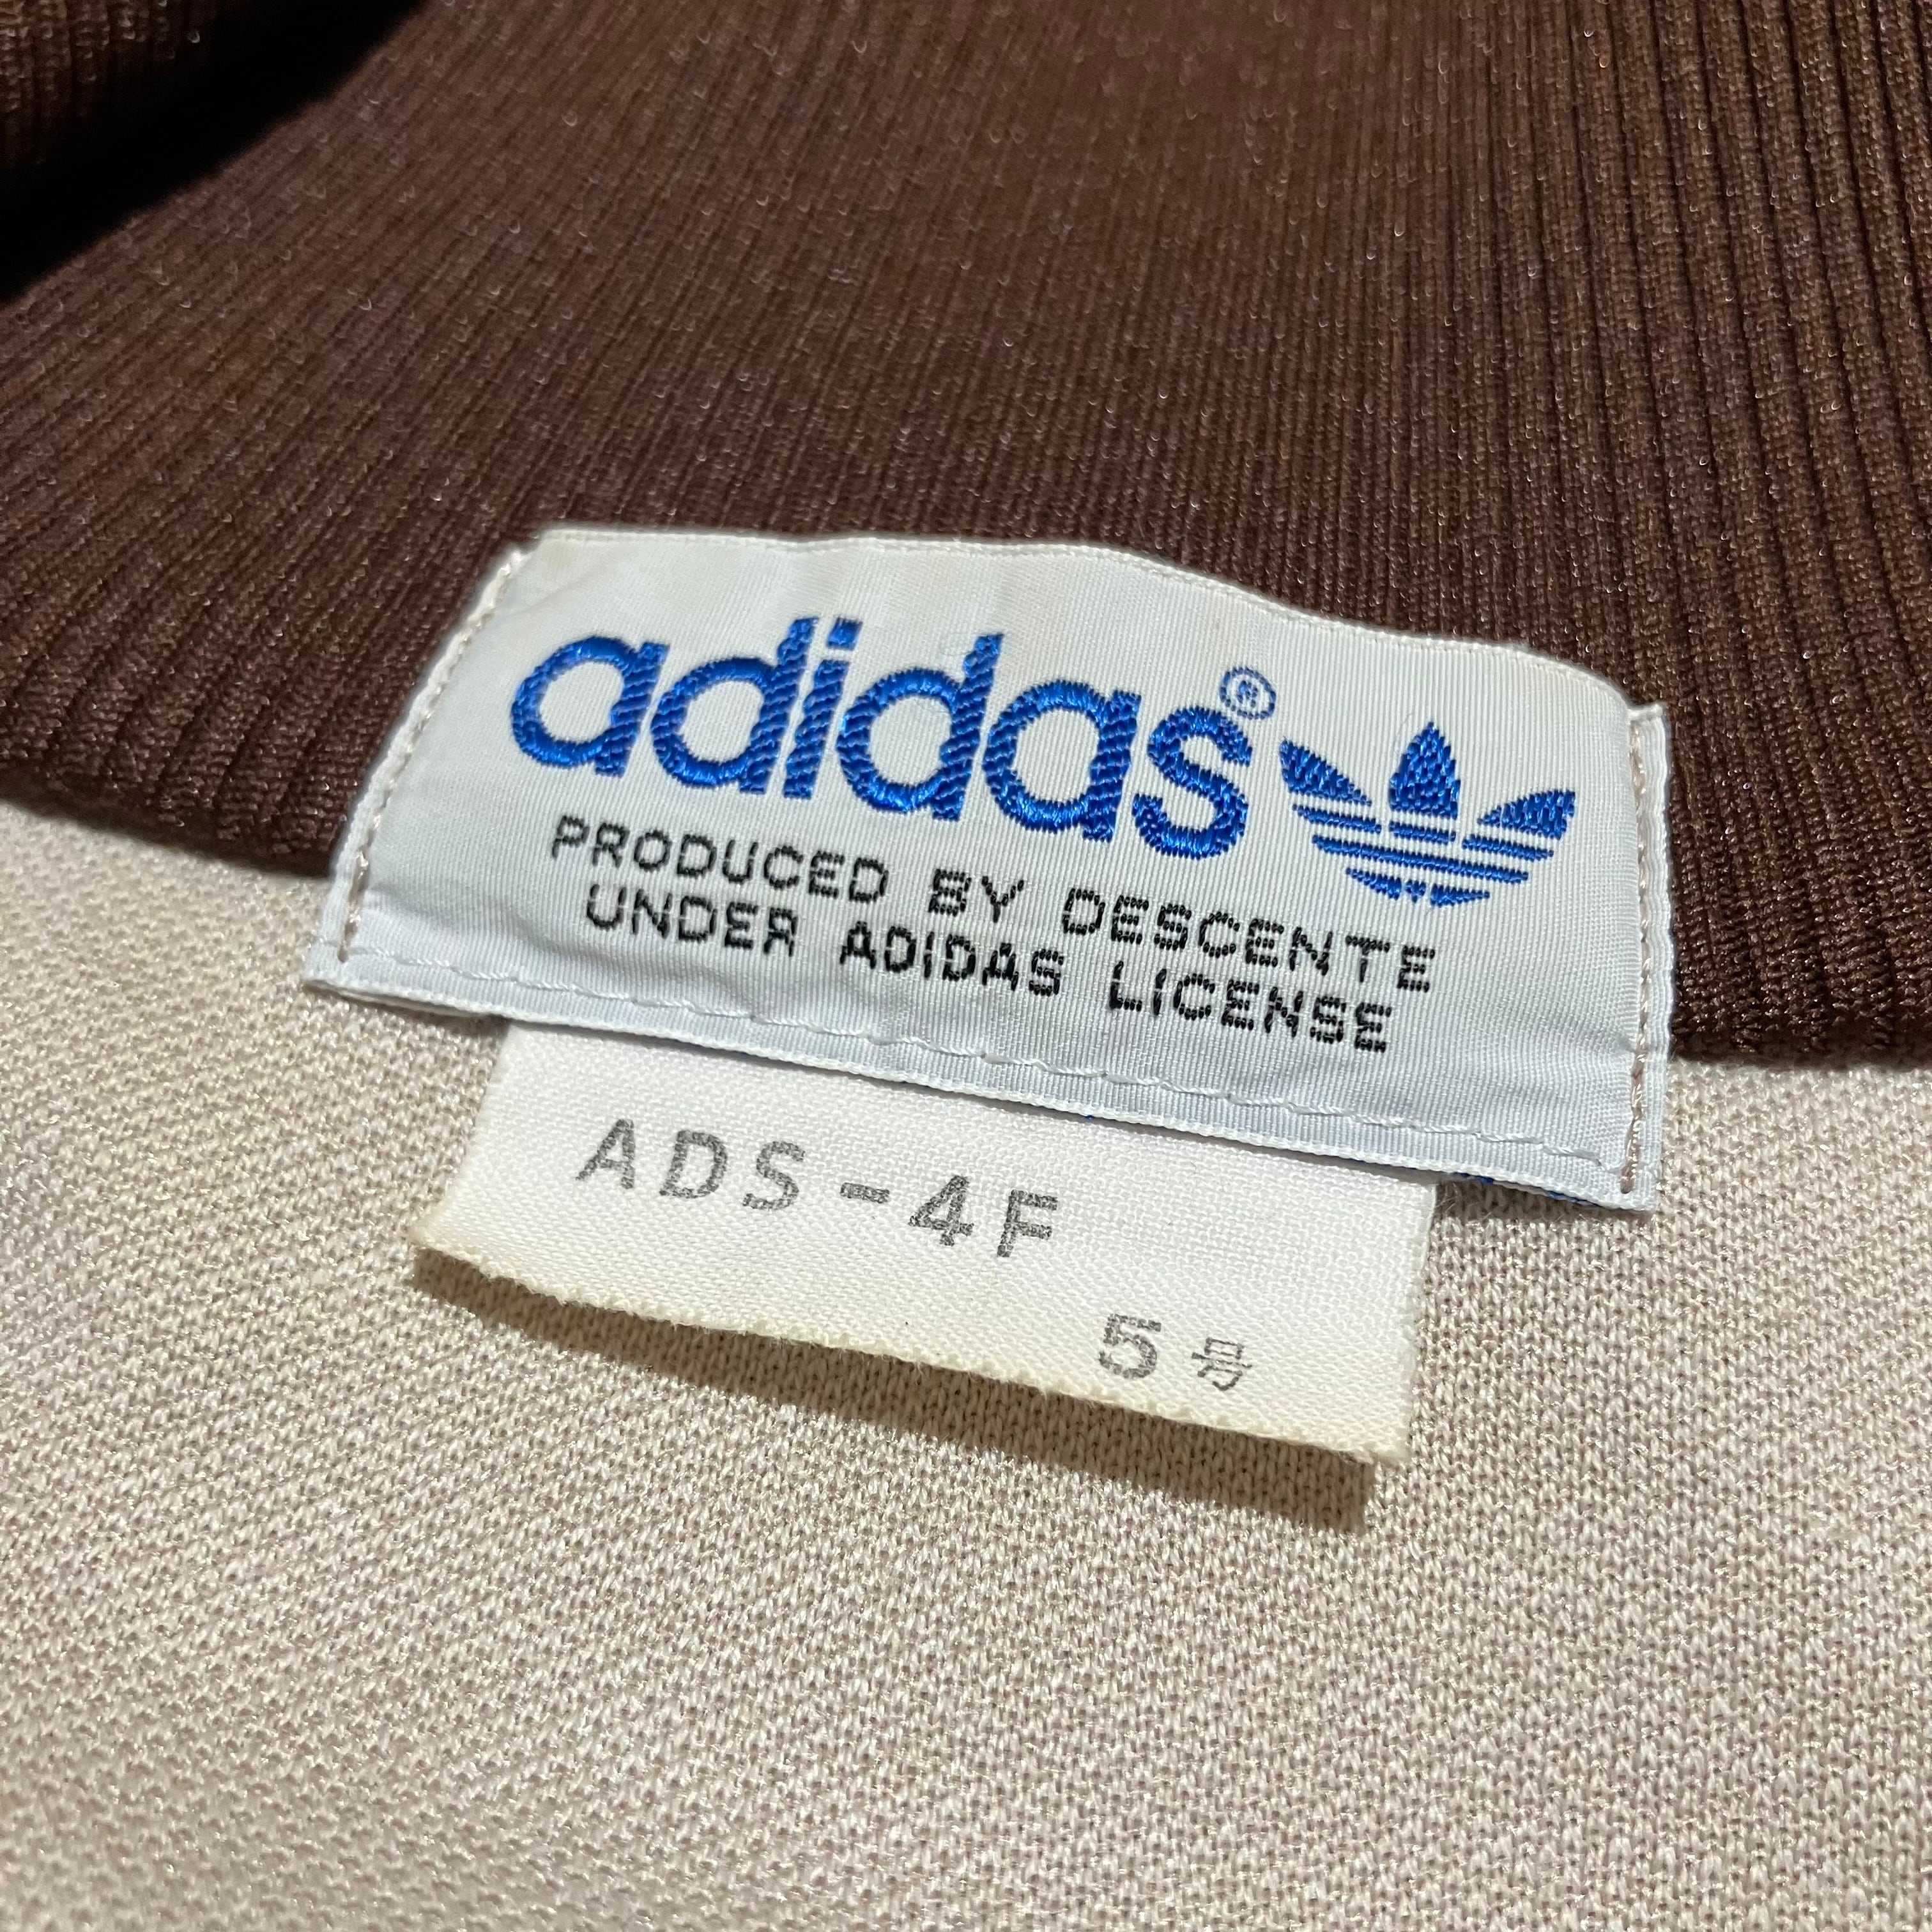 adidas®
PRODUCED BY DESCENTE
UNDER ADIDAS LICENSE
ADS-4F
5号